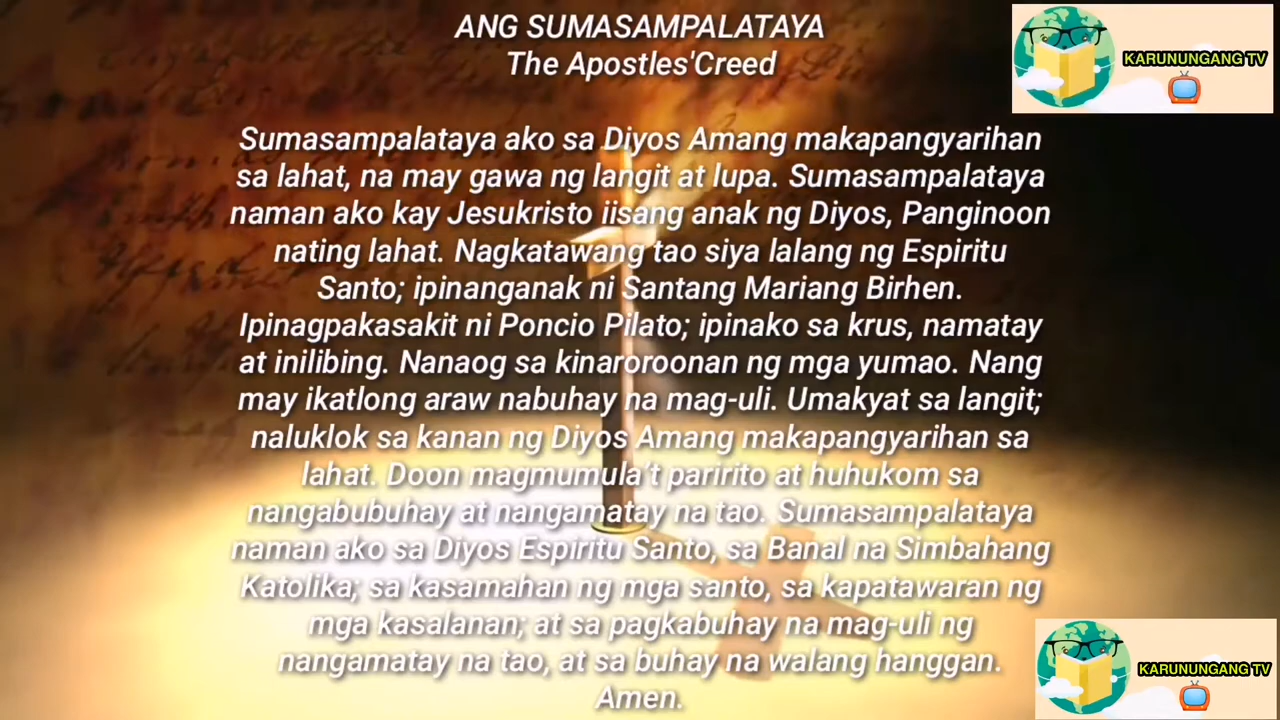 ANG SUMASAMPALATAYA
The Apostles'Creed
KARUNUNGANG TV
Sumasampalataya ako sa Diyos Amang makapangyarihan
sa lahat, na may gawa ng langit at lupa. Sumasampalataya
naman ako kay Jesukristo iisang anak ng Diyos, Panginoon
nating lahat. Nagkatawang tao siya lalang ng Espiritu
Santo; ipinanganak ni Santang Mariang Birhen.
Ipinagpakasakit ni Poncio Pilato; ipinako sa krus, namatay
at inilibing. Nanaog sa kinaroroonan ng mga yumao. Nang
may ikatlong araw nabuhay na mag-uli. Umakyat sa langit;
naluklok sa kanan ng Diyos Amang makapangyarihan sa
lahat. Doon magmumula't paririto at huhukom sa
nangabubuhay at nangamatay na tao. Sumasampalataya
naman ako sa Diyos Espiritu Santo, sa Banal na Simbahang
Katolika; sa kasamahan ng mga santo, sa kapatawaran ng
mga kasalanan; at sa pagkabuhay na mag-uli ng
nangamatay na tao, at sa buhay na walang hanggan.
Amen.
KARUNUNGANG TV